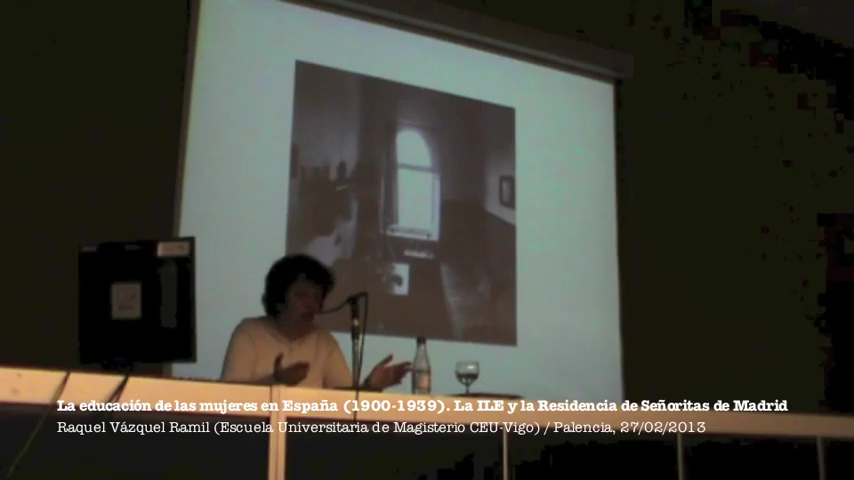 La educación de las mujeres en España (1900-1939). La ILE y la Residencia de Señoritas de Madrid
Raquel Vázquel Ramil (Escuela Universitaria de Magisterio CEU-Vigo) / Palencia, 27/02/2013